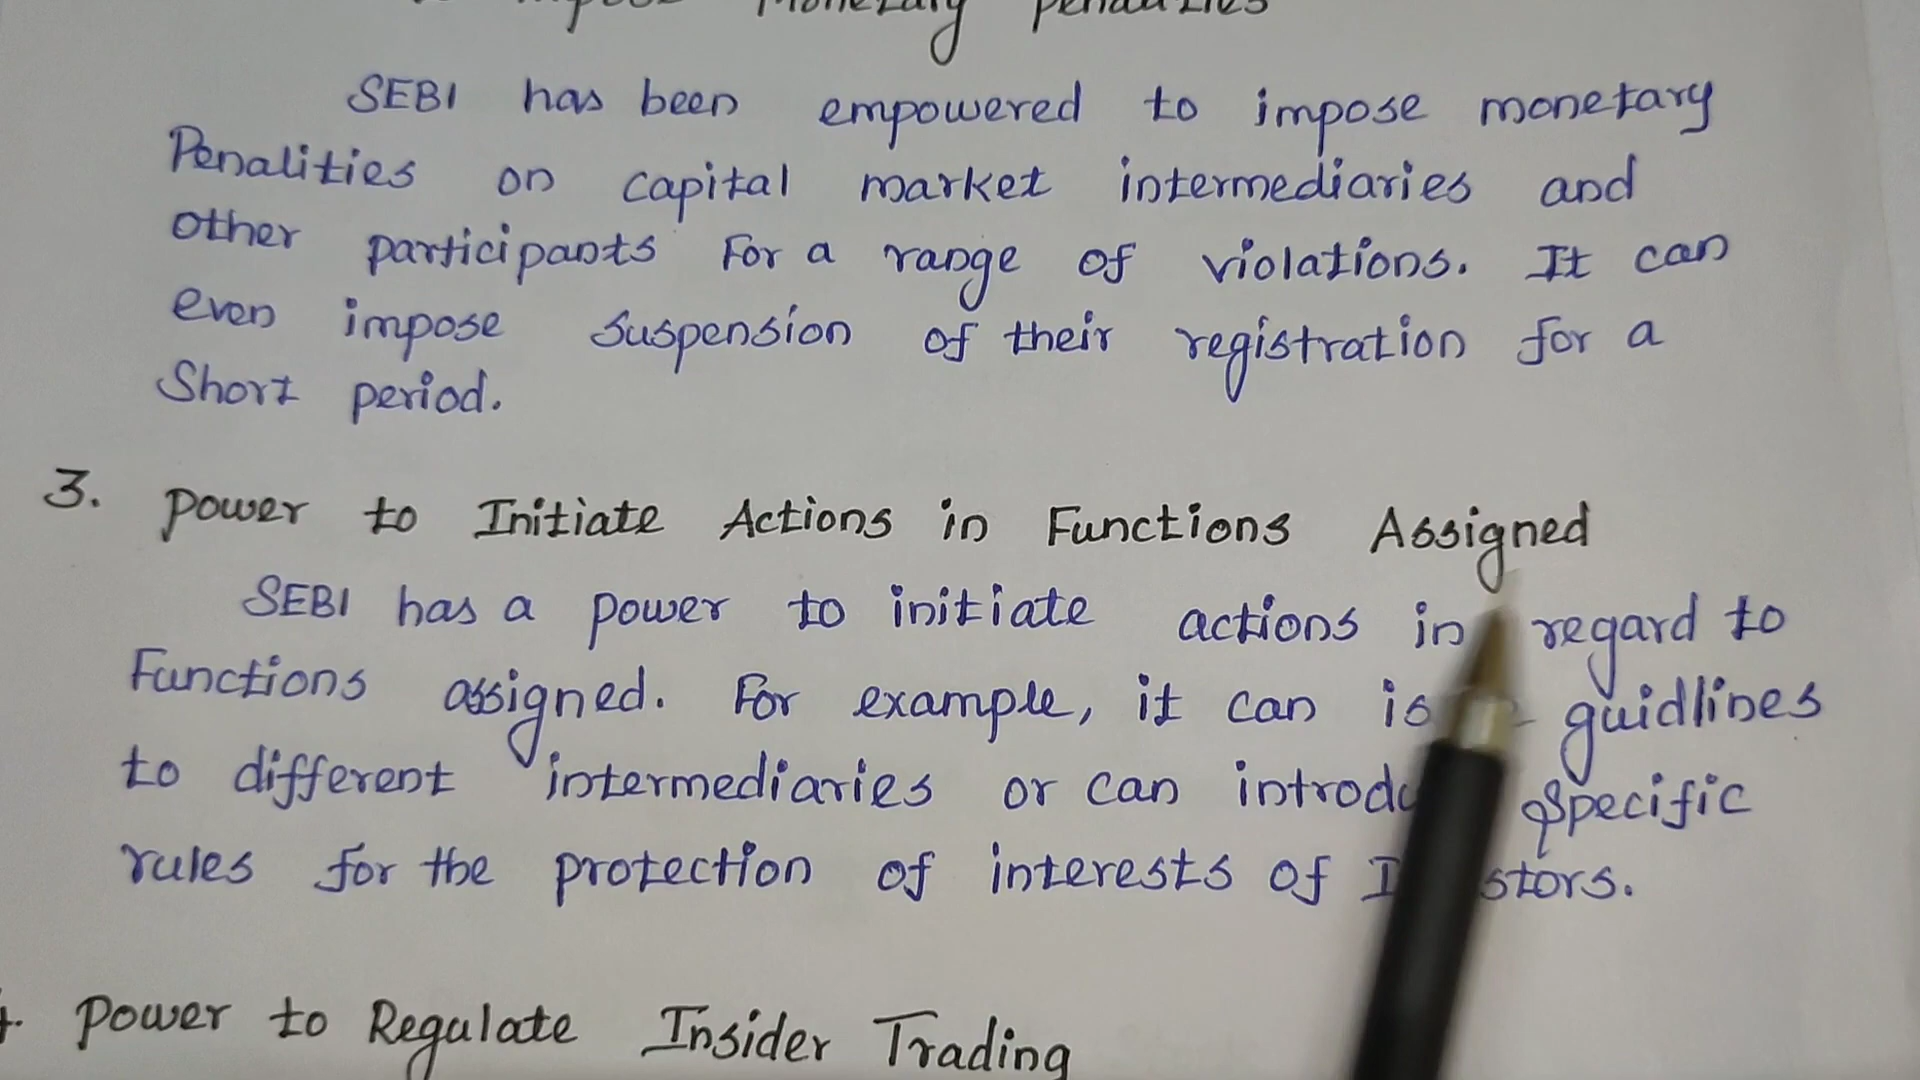 impose Monetary Penalities
SEBI has been empowered to impose monetary
Penalities on capital market intermediaries and
other participants For a range of violations. It can
even impose suspension of their registration for a
Short period.
3. Power to Initiate Actions in Functions Assigned
SEBI has a power to initiate actions in regard to
Functions assigned. For example, it can guidlines
to different intermediaries or can specific
rules for the protection of interests of
Power to Regulate Insider Trading